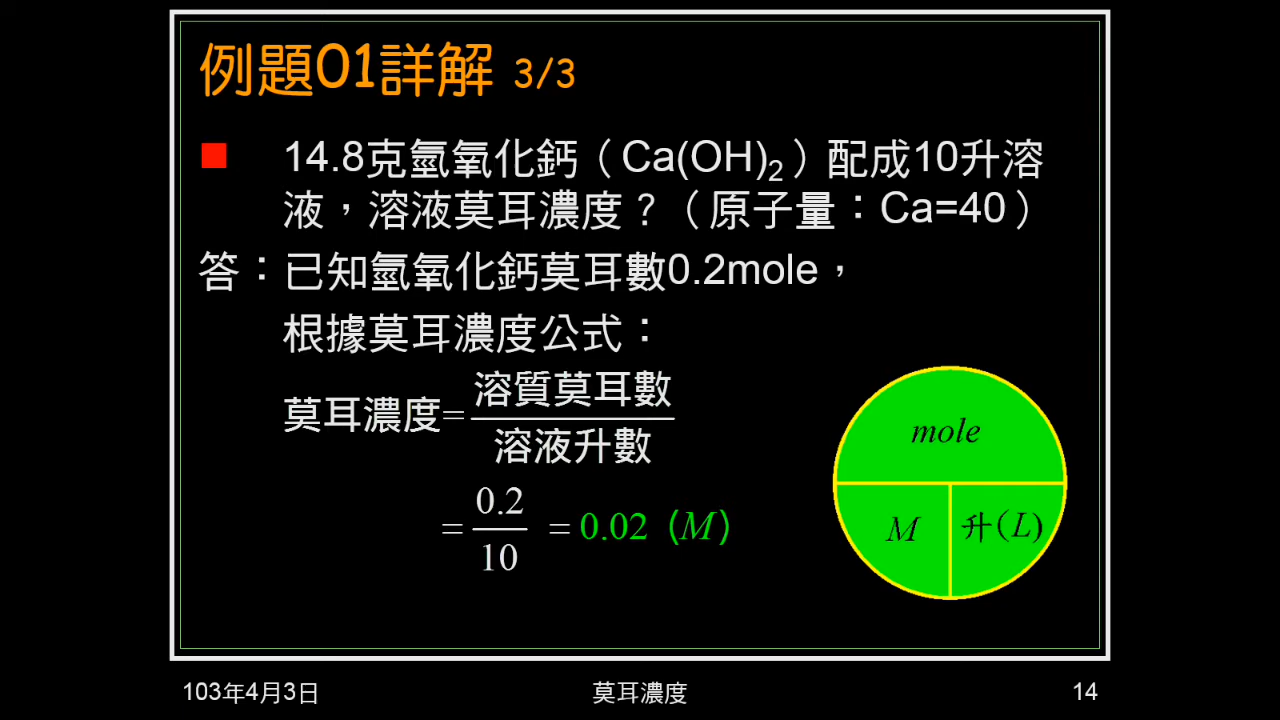 例題01詳解 3/3
14.8克氫氧化鈣（Ca(OH)₂）配成10升溶
液，溶液莫耳濃度？（原子量：Ca=40）
答：已知氫氧化鈣莫耳數0.2mole，
根據莫耳濃度公式：
莫耳濃度=溶質莫耳數
溶液升數
=0.2/10 =0.02 (M)
mole
M
升(L)
103年4月3日
莫耳濃度
14